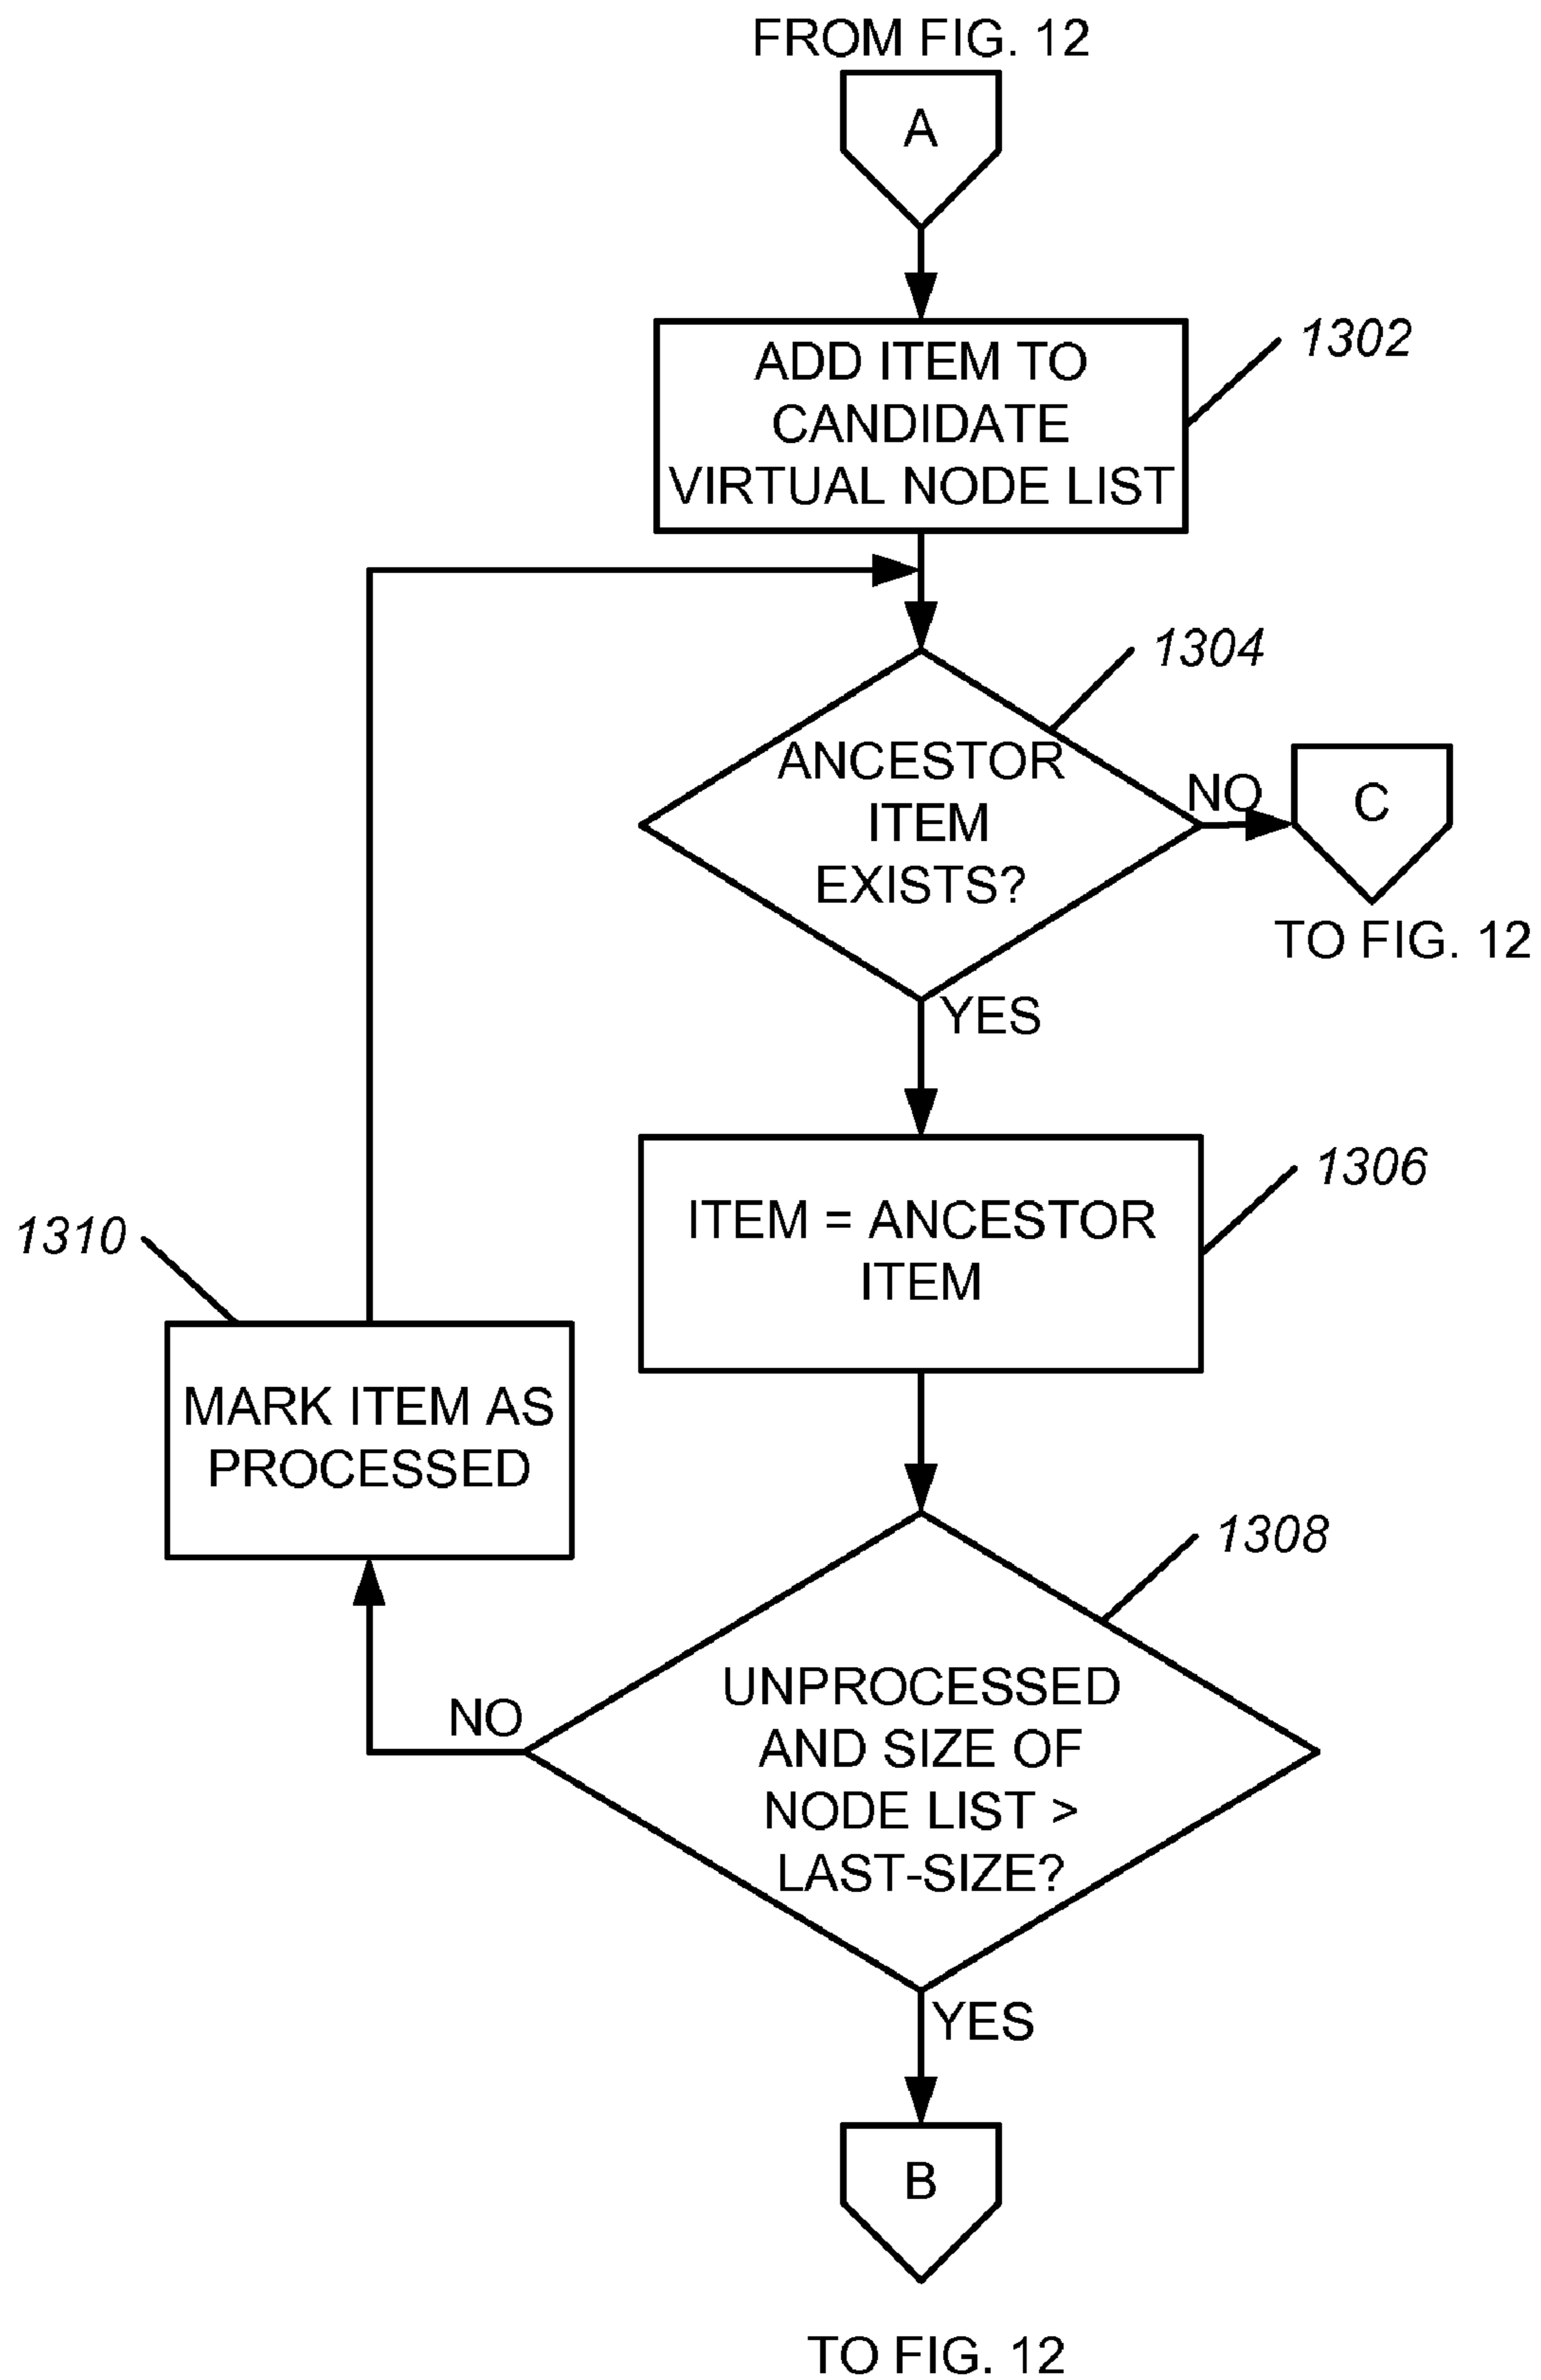 FROM FIG. 12
A
ADD ITEM TO
CANDIDATE
VIRTUAL NODE LIST
1302
1304
ANCESTOR
ITEM
EXISTS?
NO
C
TO FIG. 12
YES
ITEM = ANCESTOR
ITEM
1306
1310
MARK ITEM AS
PROCESSED
1308
UNPROCESSED
AND SIZE OF
NODE LIST >
LAST-SIZE?
NO
YES
B
TO FIG. 12